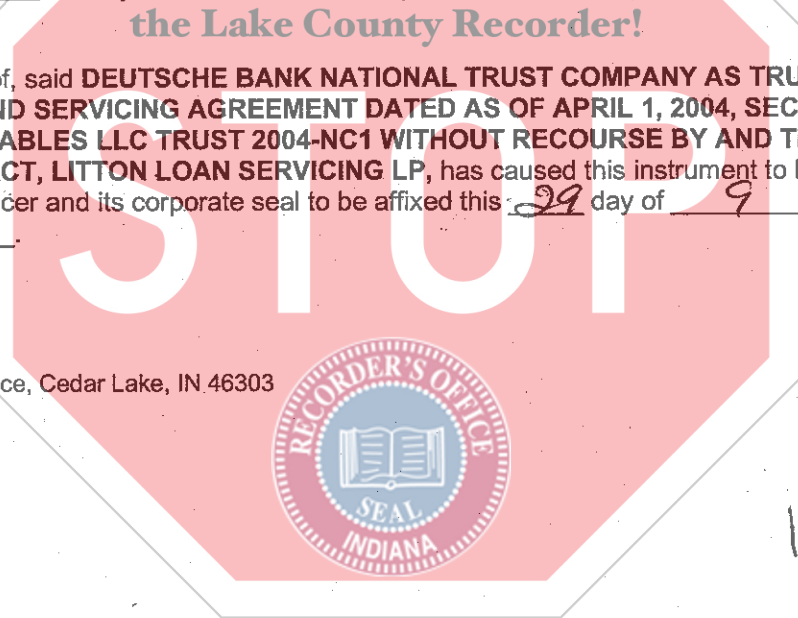 the Lake County Recorder!
of, said DEUTSCHE BANK NATIONAL TRUST COMPANY AS TRU
ND SERVICING AGREEMENT DATED AS OF APRIL 1, 2004, SEC
ABLES LLC TRUST 2004-NC1 WITHOUT RECOURSE BY AND T
CT, LITTON LOAN SERVICING LP, has caused this instrument to
cer and its corporate seal to be affixed this 29 day of 9
STOP
ce, Cedar Lake, IN 46303
RECORDER'S OFFICE
SEAL
INDIANA